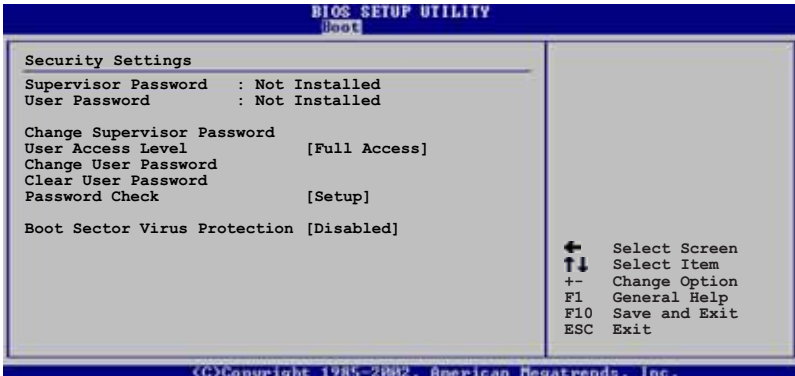 BIOS SETUP UTILITY
Boot
Security Settings
Supervisor Password : Not Installed
User Password : Not Installed
Change Supervisor Password
User Access Level [Full Access]
Change User Password
Clear User Password
Password Check [Setup]
Boot Sector Virus Protection [Disabled]
← Select Screen
↑↓ Select Item
+- Change Option
F1 General Help
F10 Save and Exit
ESC Exit
(C)Copyright 1985-2002, American Megatrends, Inc.